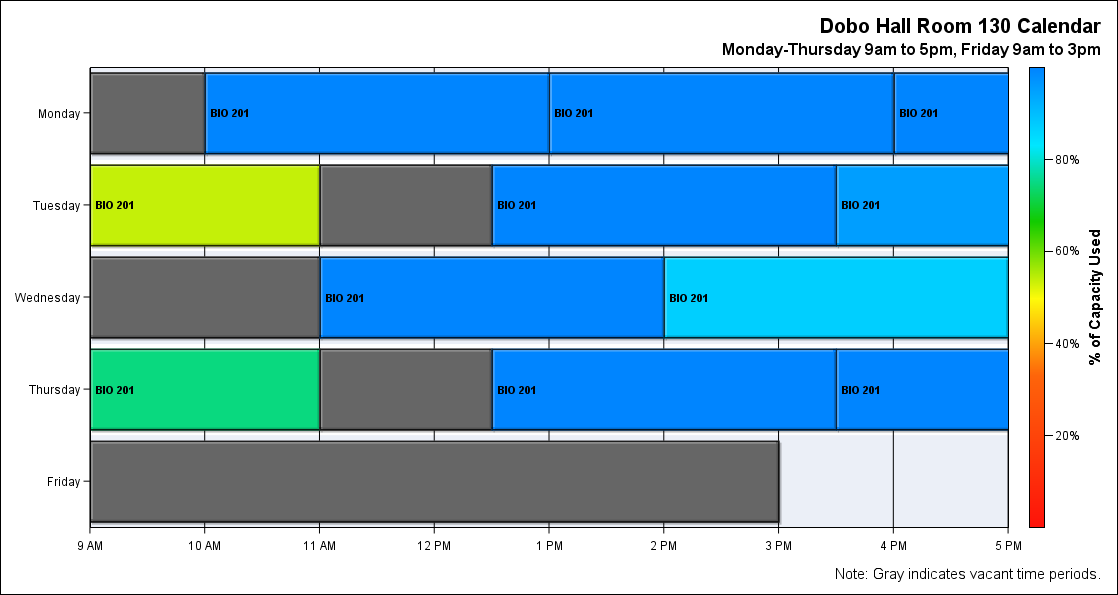 Dobo Hall Room 130 Calendar
Monday-Thursday 9am to 5pm, Friday 9am to 3pm
Monday
BIO 201 BIO 201 BIO 201
Tuesday
BIO 201 BIO 201 BIO 201
Wednesday
BIO 201 BIO 201
Thursday
BIO 201 BIO 201 BIO 201
Friday
9 AM 10 AM 11 AM 12 PM 1 PM 2 PM 3 PM 4 PM 5 PM
80%
60%
40%
20%
% of Capacity Used
Note: Gray indicates vacant time periods.